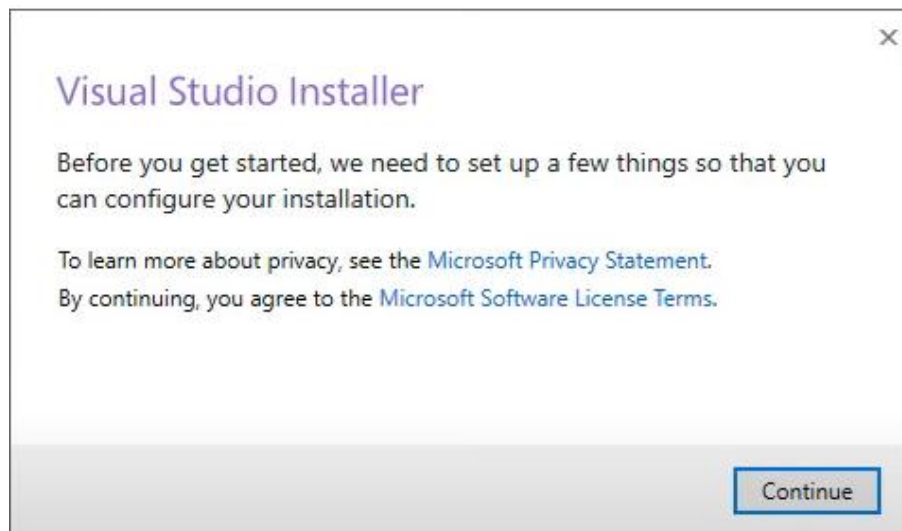 Visual Studio Installer
Before you get started, we need to set up a few things so that you
can configure your installation.
To learn more about privacy, see the Microsoft Privacy Statement.
By continuing, you agree to the Microsoft Software License Terms.
Continue